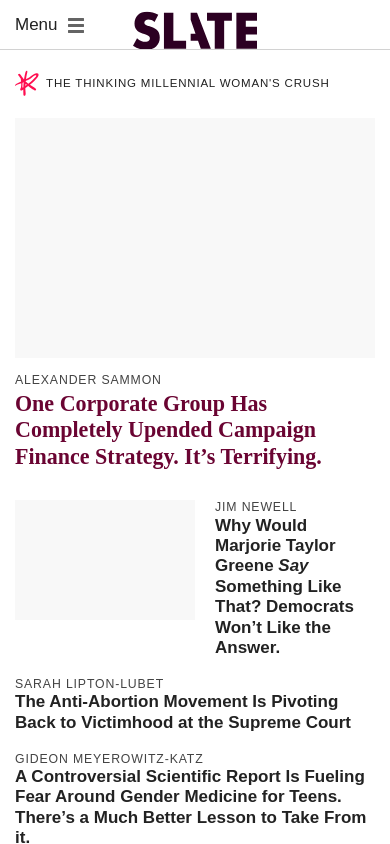 Menu
SLATE
THE THINKING MILLENNIAL WOMAN'S CRUSH
ALEXANDER SAMMON
One Corporate Group Has
Completely Upended Campaign
Finance Strategy. It’s Terrifying.
JIM NEWELL
Why Would
Marjorie Taylor
Greene Say
Something Like
That? Democrats
Won’t Like the
Answer.
SARAH LIPTON-LUBET
The Anti-Abortion Movement Is Pivoting
Back to Victimhood at the Supreme Court
GIDEON MEYEROWITZ-KATZ
A Controversial Scientific Report Is Fueling
Fear Around Gender Medicine for Teens.
There’s a Much Better Lesson to Take From
it.